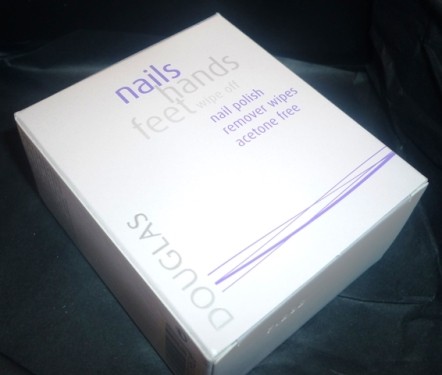 nails
hands
feet wipe off
nail polish
remover wipes
acetone free
DOUGLAS